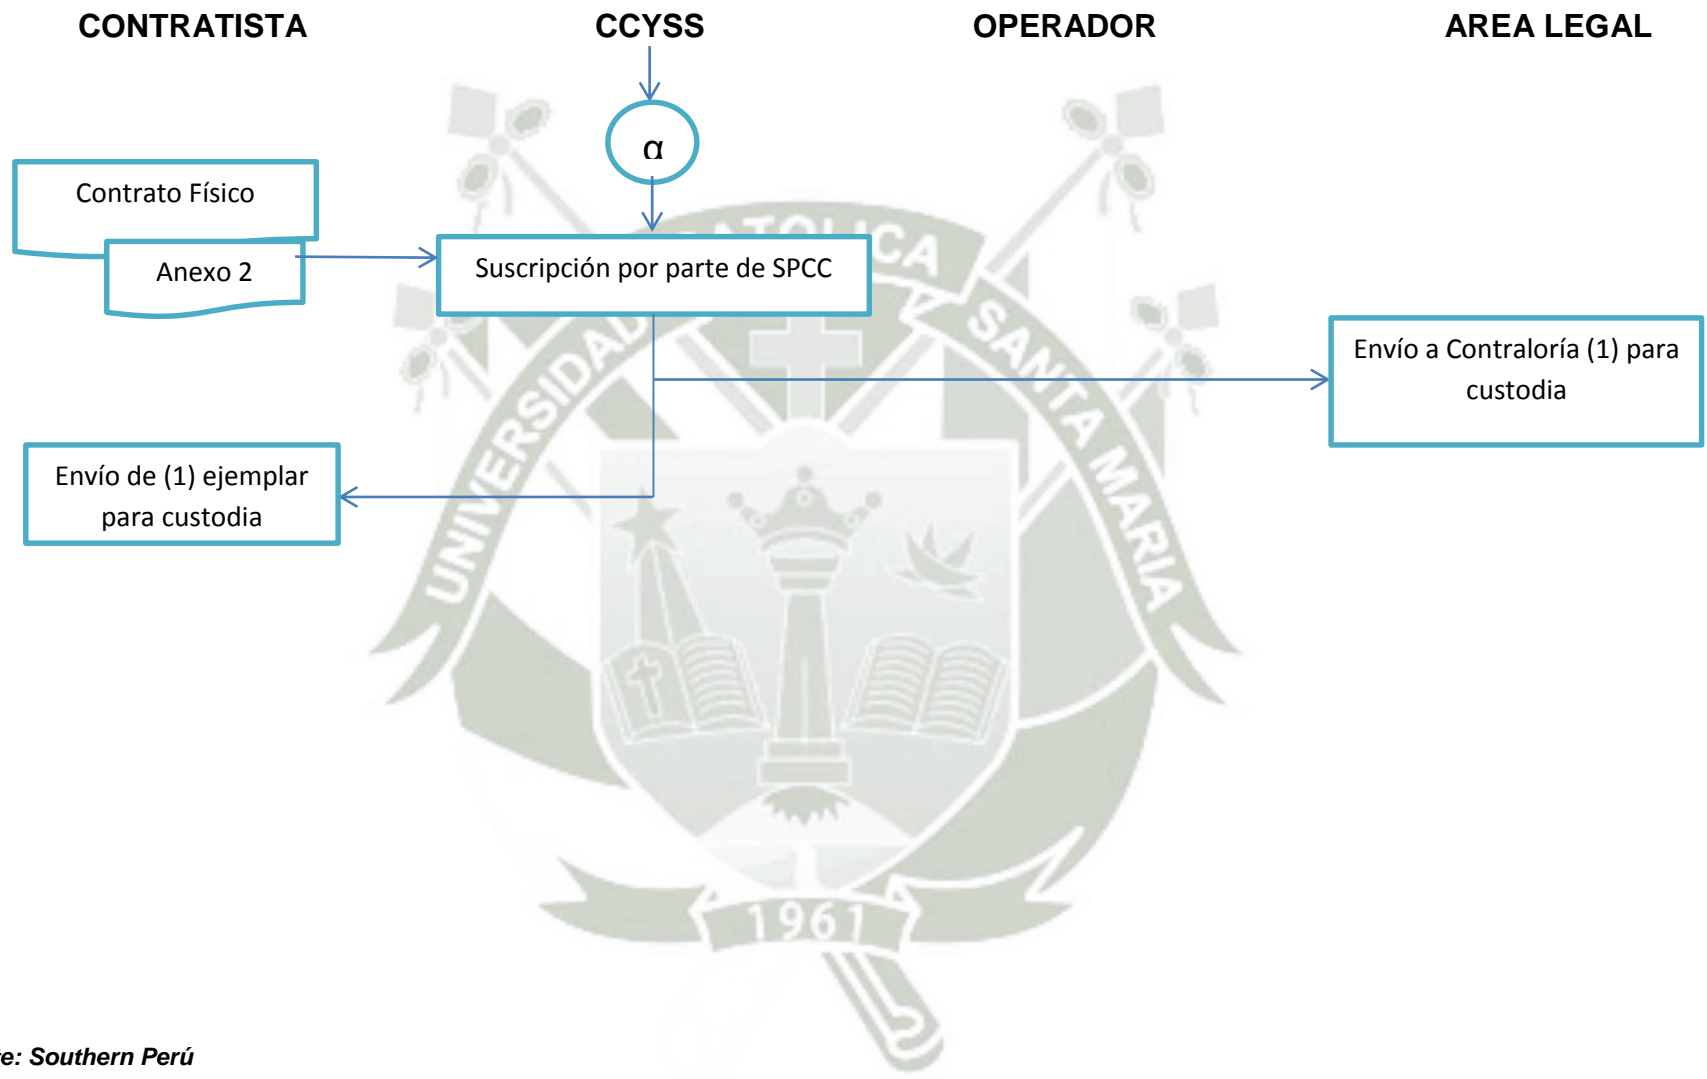 CONTRATISTA CCYSS OPERADOR AREA LEGAL
α
Contrato Físico
Anexo 2
Suscripción por parte de SPCC
Envío a Contraloría (1) para
custodia
Envío de (1) ejemplar
para custodia
UNIVERSIDAD CATOLICA SANTA MARIA
1961
te: Southern Perú